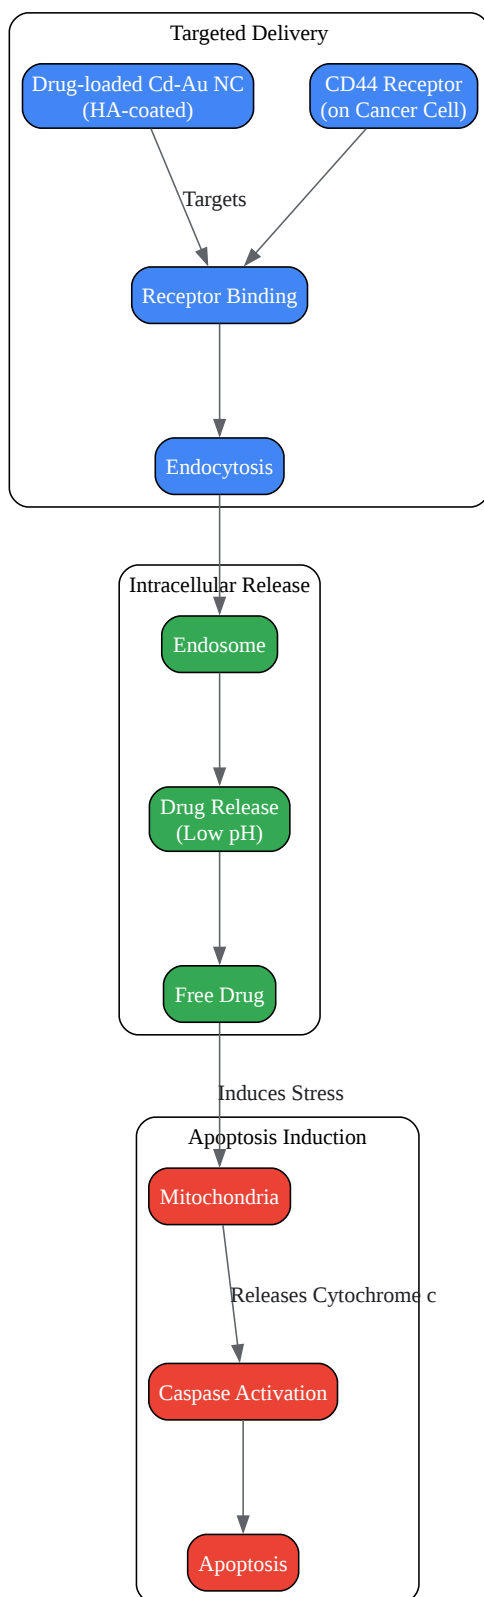 Targeted Delivery
Drug-loaded Cd-Au NC
(HA-coated)
CD44 Receptor
(on Cancer Cell)
Targets
Receptor Binding
Endocytosis
Intracellular Release
Endosome
Drug Release
(Low pH)
Free Drug
Induces Stress
Apoptosis Induction
Mitochondria
Releases Cytochrome c
Caspase Activation
Apoptosis